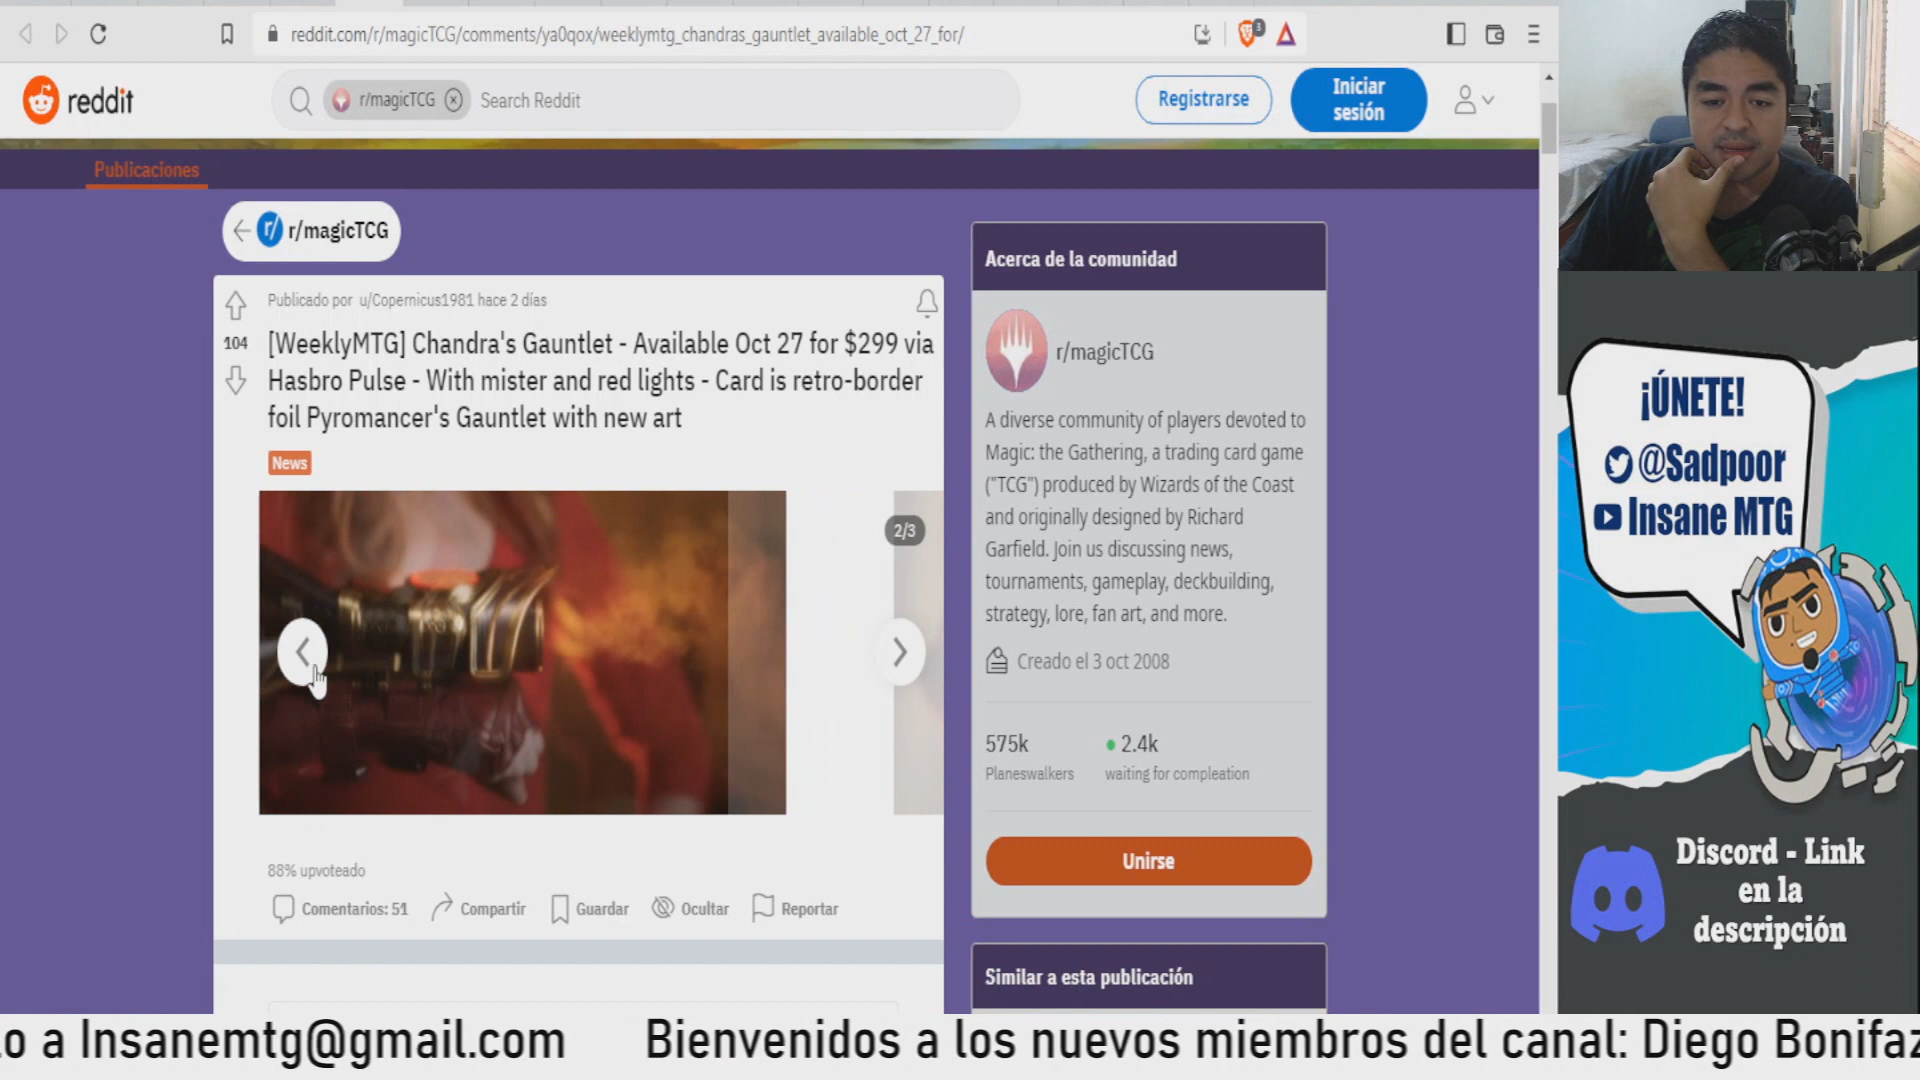 reddit.com/r/magicTCG/comments/ya0qox/weeklymtg_chandras_gauntlet_available_oct_27_for/
3
reddit
r/magicTCG
Search Reddit
Registrarse
Iniciar
sesión
Publicaciones
r/ r/magicTCG
Publicado por u/Copernicus1981 hace 2 días
104
[WeeklyMTG] Chandra's Gauntlet - Available Oct 27 for $299 via
Hasbro Pulse - With mister and red lights - Card is retro-border
foil Pyromancer's Gauntlet with new art
News
2/3
88% upvoteado
Comentarios: 51
Compartir
Guardar
Ocultar
Reportar
Acerca de la comunidad
r/magicTCG
A diverse community of players devoted to
Magic: the Gathering, a trading card game
("TCG") produced by Wizards of the Coast
and originally designed by Richard
Garfield. Join us discussing news,
tournaments, gameplay, deckbuilding,
strategy, lore, fan art, and more.
Creado el 3 oct 2008
575k
Planeswalkers
2.4k
waiting for compleation
Unirse
Similar a esta publicación
¡ÚNETE!
@Sadpoor
Insane MTG
Discord - Link
en la
descripción
lo a Insanemtg@gmail.com Bienvenidos a los nuevos miembros del canal: Diego Bonifaz